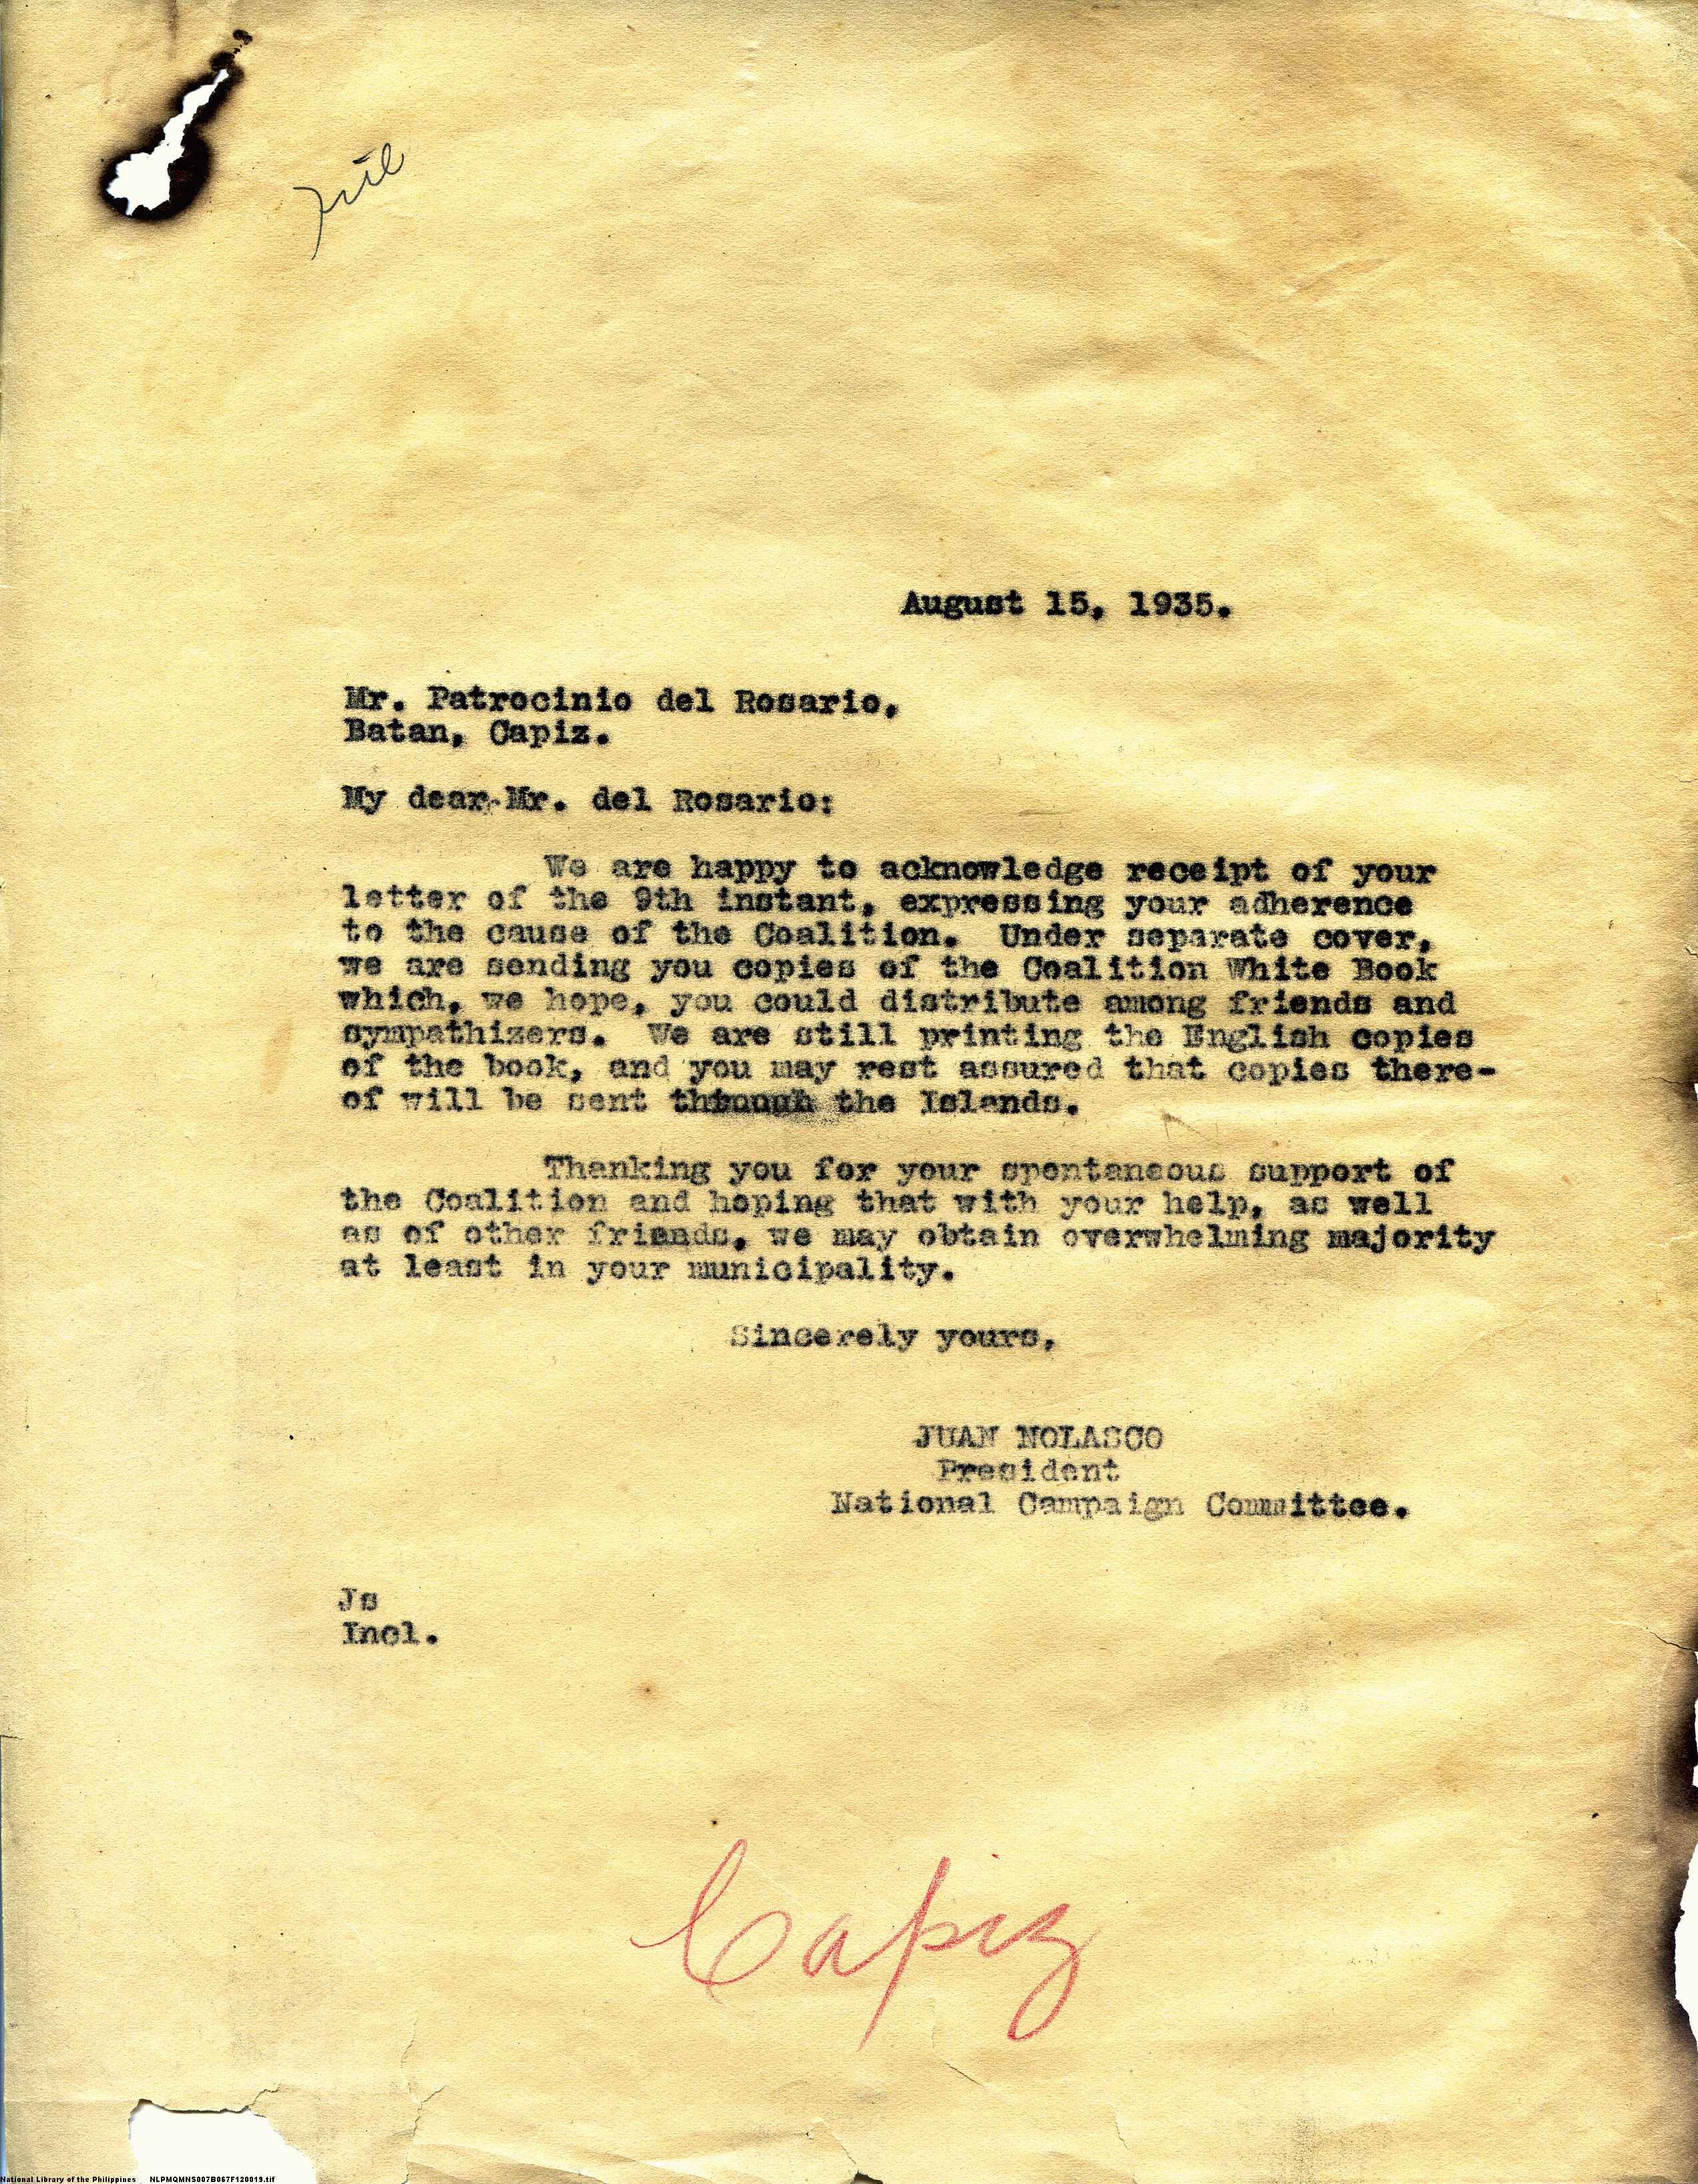 file
August 15, 1935.
Mr. Patrocinio del Rosario,
Batan, Capiz.
My dear Mr. del Rosario:
We are happy to acknowledge receipt of your
letter of the 9th instant, expressing your adherence
to the cause of the Coalition. Under separate cover,
we are sending you copies of the Coalition White Book
which, we hope, you could distribute among friends and
sympathizers. We are still printing the English copies
of the book, and you may rest assured that copies there-
of will be sent through the Islands.
Thanking you for your spontaneous support of
the Coalition and hoping that with your help, as well
as of other friends, we may obtain overwhelming majority
at least in your municipality.
Sincerely yours,
JUAN NOLASCO
President
National Campaign Committee.
Js
Incl.
Capiz
National Library of the Philippines NLPMQMNS007B067F120019.tif